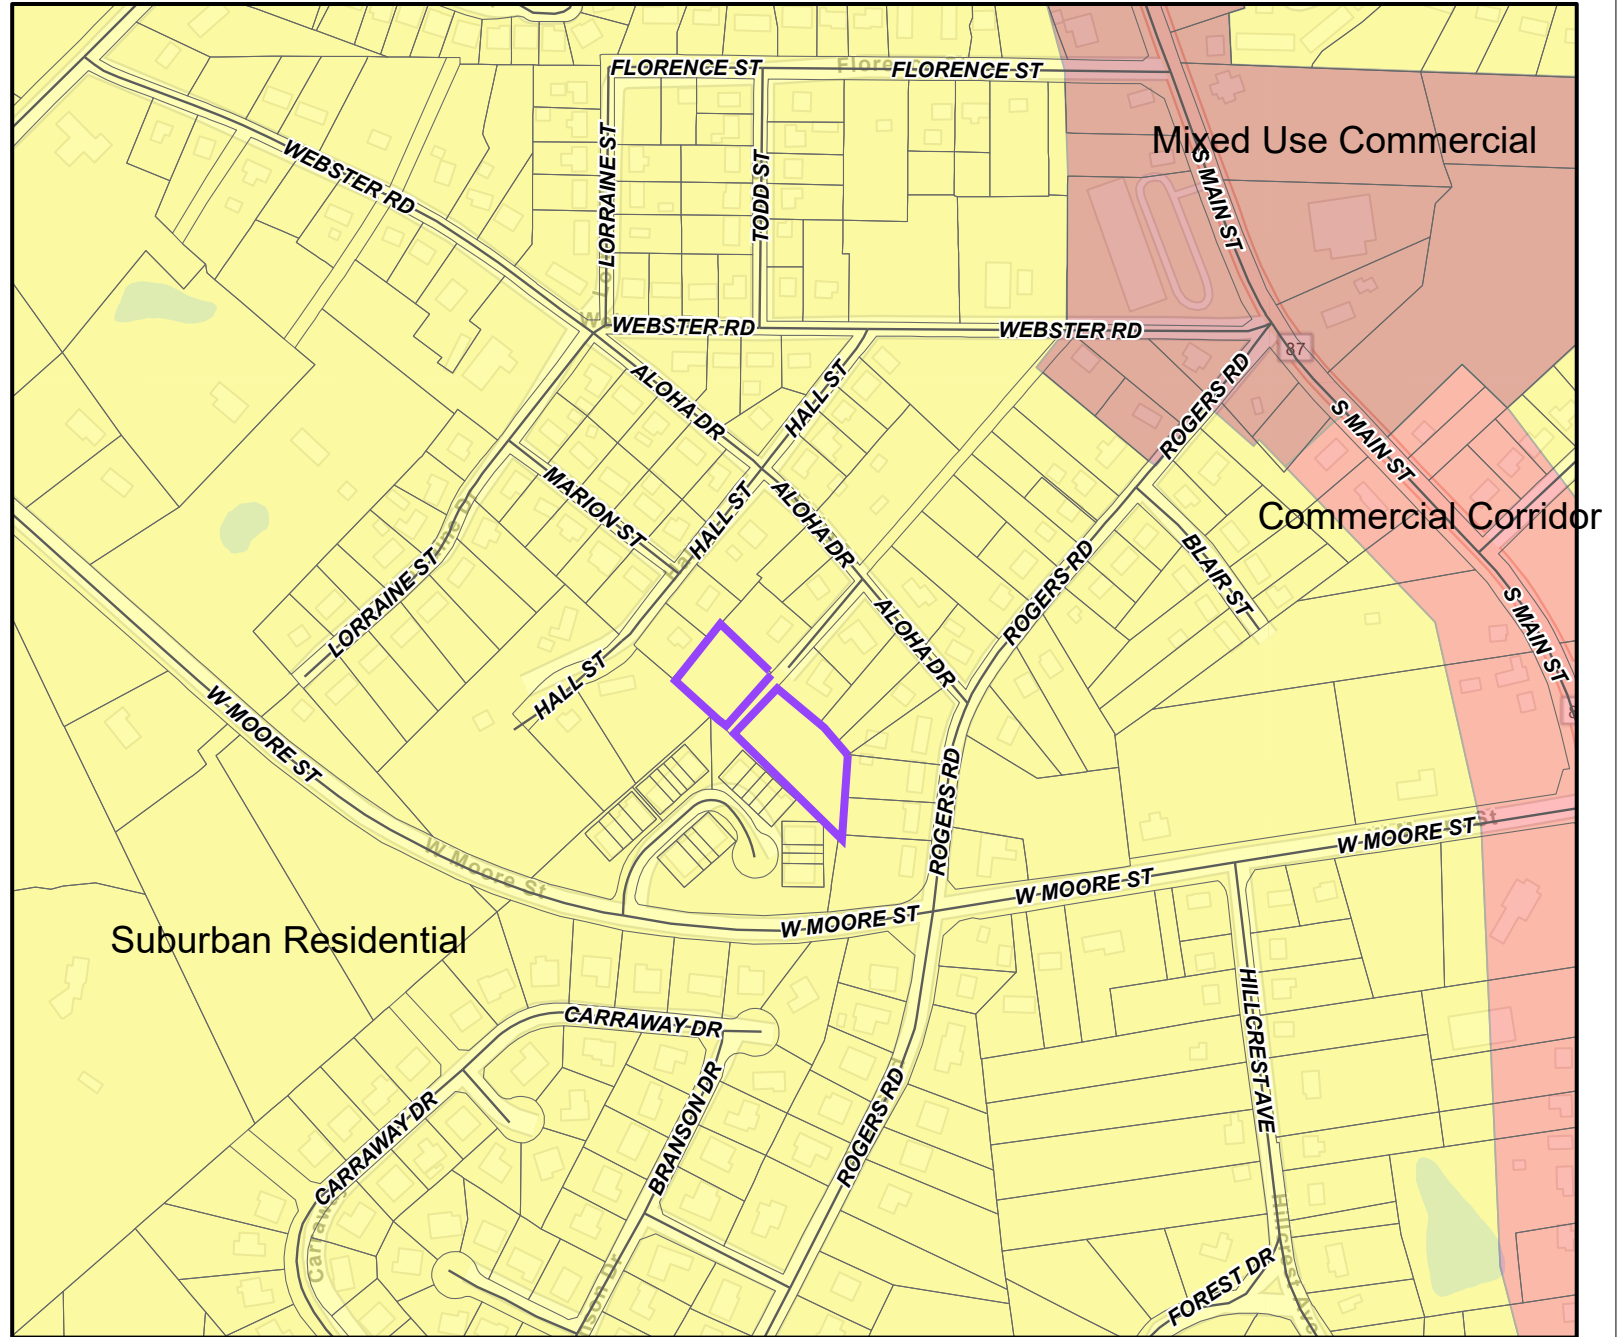 FLORENCE ST
FLORENCE ST
Mixed Use Commercial
WEBSTER RD
LORRAINE ST
TODD ST
S MAIN ST
WEBSTER RD
WEBSTER RD
87
ALOHA DR
HALL ST
ROGERS RD
S MAIN ST
MARION ST
HALL ST
ALOHA DR
Commercial Corridor
LORRAINE ST
ROGERS RD
BLAIR ST
ALOHA DR
S MAIN ST
HALL ST
W MOORE ST
ROGERS RD
W MOORE ST
W Moore St
W MOORE ST
W MOORE ST
Suburban Residential
HILLCREST AVE
CARRAWAY DR
CARRAWAY DR
BRANSON DR
ROGERS RD
Hillcrest Ave
FOREST DR